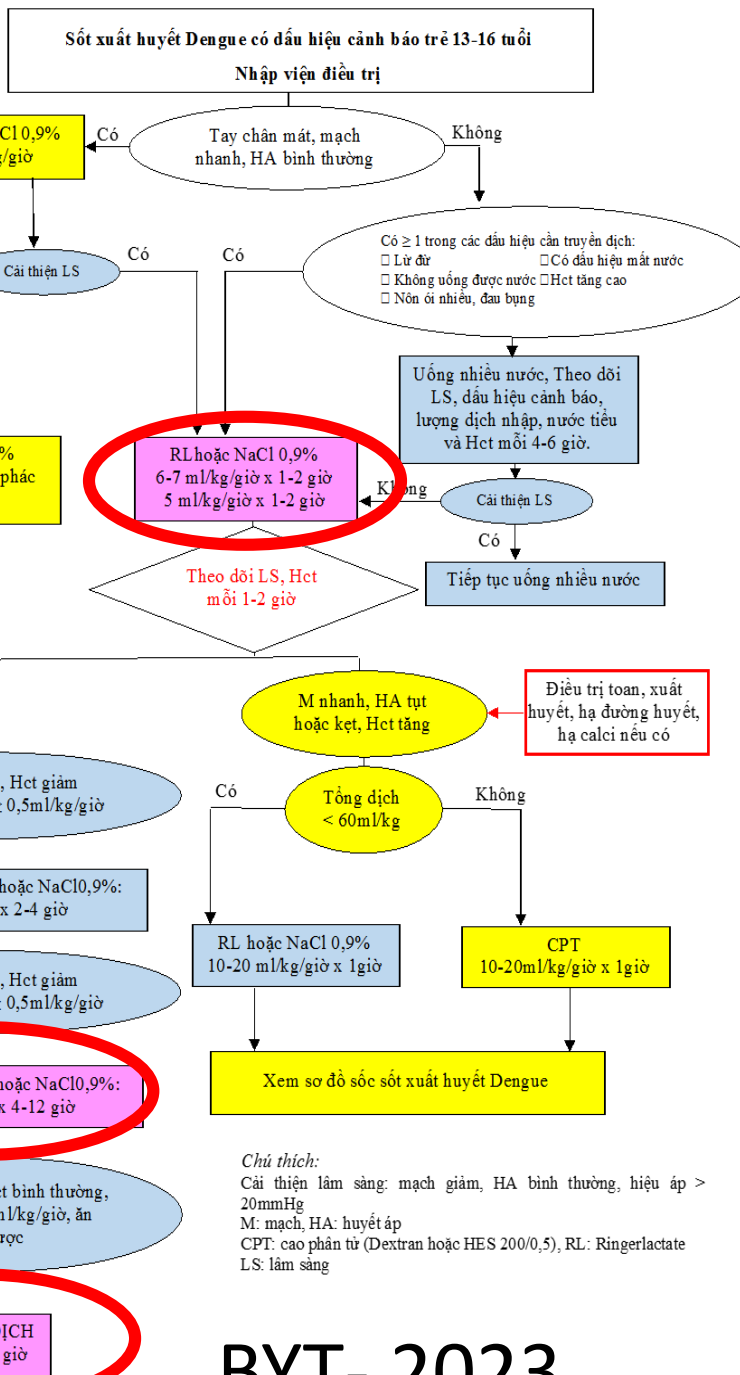 Sốt xuất huyết Dengue có dấu hiệu cảnh báo trẻ 13-16 tuổi
Nhập viện điều trị
Cl 0,9%
g/giờ
Có
Tay chân mát, mạch
nhanh, HA bình thường
Không
Cải thiện LS
Có
Có
Có ≥ 1 trong các dấu hiệu cần truyền dịch:
□ Lừ đừ □Có dấu hiệu mất nước
□ Không uống được nước □Hct tăng cao
□ Nôn ói nhiều, đau bụng
Uống nhiều nước, Theo dõi
LS, dấu hiệu cảnh báo,
lượng dịch nhập, nước tiểu
và Hct mỗi 4-6 giờ.
%
phác
RL hoặc NaCl 0,9%
6-7 ml/kg/giờ x 1-2 giờ
5 ml/kg/giờ x 1-2 giờ
Không
Cải thiện LS
Có
Tiếp tục uống nhiều nước
Theo dõi LS, Hct
mỗi 1-2 giờ
M nhanh, HA tụt
hoặc kẹt, Hct tăng
Điều trị toan, xuất
huyết, hạ đường huyết,
hạ calci nếu có
, Hct giảm
0,5ml/kg/giờ
Có
Tổng dịch
< 60ml/kg
Không
hoặc NaCl0,9%:
x 2-4 giờ
RL hoặc NaCl 0,9%
10-20 ml/kg/giờ x 1giờ
CPT
10-20ml/kg/giờ x 1giờ
, Hct giảm
0,5ml/kg/giờ
hoặc NaCl0,9%:
x 4-12 giờ
Xem sơ đồ sốc sốt xuất huyết Dengue
ct bình thường,
ml/kg/giờ, ăn
ược
Chú thích:
Cải thiện lâm sàng: mạch giảm, HA bình thường, hiệu áp >
20mmHg
M: mạch, HA: huyết áp
CPT: cao phân tử (Dextran hoặc HES 200/0,5), RL: Ringerlactate
LS: lâm sàng
DỊCH
giờ
BYT- 2023